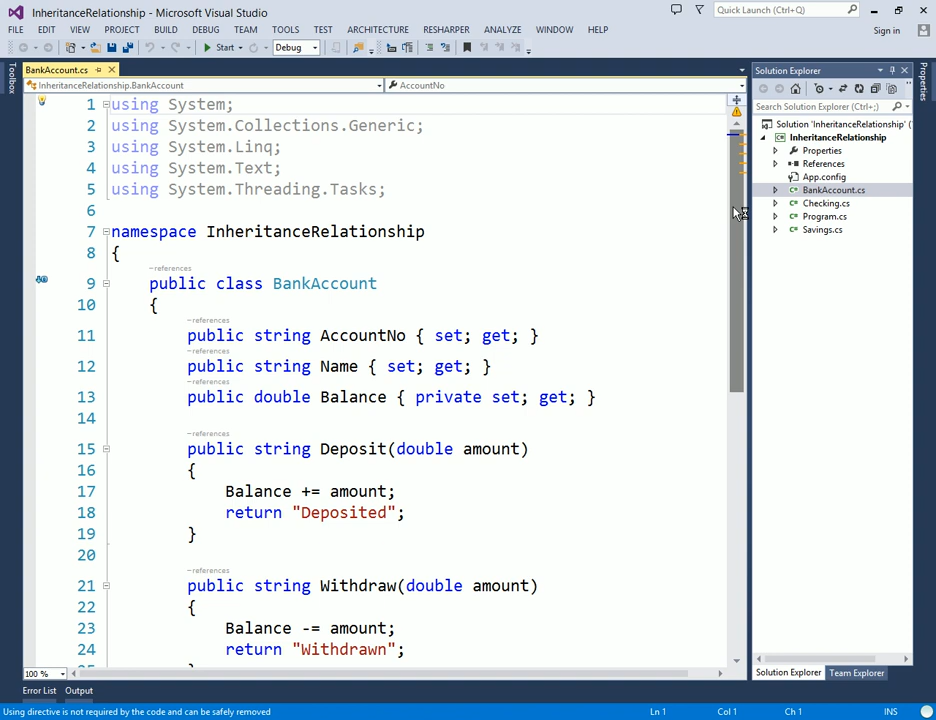 InheritanceRelationship - Microsoft Visual Studio
Quick Launch (Ctrl+Q)
FILE EDIT VIEW PROJECT BUILD DEBUG TEAM TOOLS TEST ARCHITECTURE RESHARPER ANALYZE WINDOW HELP
Sign in
Start Debug
Toolbox
BankAccount.cs
InheritanceRelationship.BankAccount AccountNo
1 using System;
2 using System.Collections.Generic;
3 using System.Linq;
4 using System.Text;
5 using System.Threading.Tasks;
6
7 namespace InheritanceRelationship
8 {
–references
9 public class BankAccount
10 {
–references
11 public string AccountNo { set; get; }
–references
12 public string Name { set; get; }
–references
13 public double Balance { private set; get; }
14
–references
15 public string Deposit(double amount)
16 {
17 Balance += amount;
18 return "Deposited";
19 }
20
–references
21 public string Withdraw(double amount)
22 {
23 Balance -= amount;
24 return "Withdrawn";
100 %
Solution Explorer
Search Solution Explorer (Ctrl+;)
Solution 'InheritanceRelationship' (
InheritanceRelationship
Properties
References
App.config
BankAccount.cs
Checking.cs
Program.cs
Savings.cs
Solution Explorer Team Explorer
Properties
Error List Output
Using directive is not required by the code and can be safely removed Ln 1 Col 1 Ch 1 INS